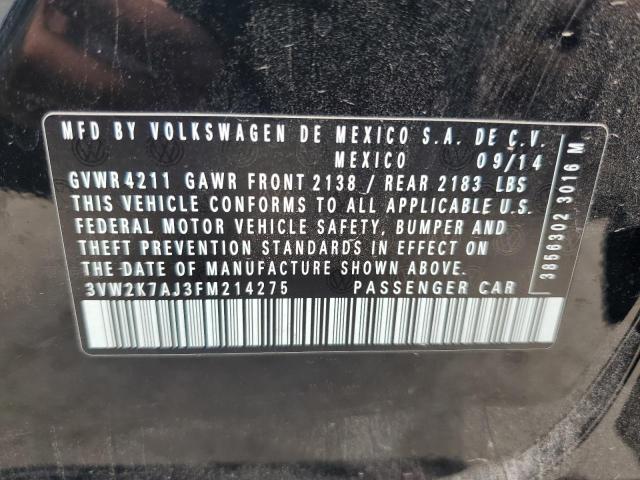 MFD BY VOLKSWAGEN DE MEXICO S.A. DE C.V.
MEXICO 09/14
GVWR4211 GAWR FRONT 2138 / REAR 2183 LBS
THIS VEHICLE CONFORMS TO ALL APPLICABLE U.S.
FEDERAL MOTOR VEHICLE SAFETY, BUMPER AND
THEFT PREVENTION STANDARDS IN EFFECT ON
THE DATE OF MANUFACTURE SHOWN ABOVE.
3VW2K7AJ3FM214275 PASSENGER CAR
3856302 3016 M